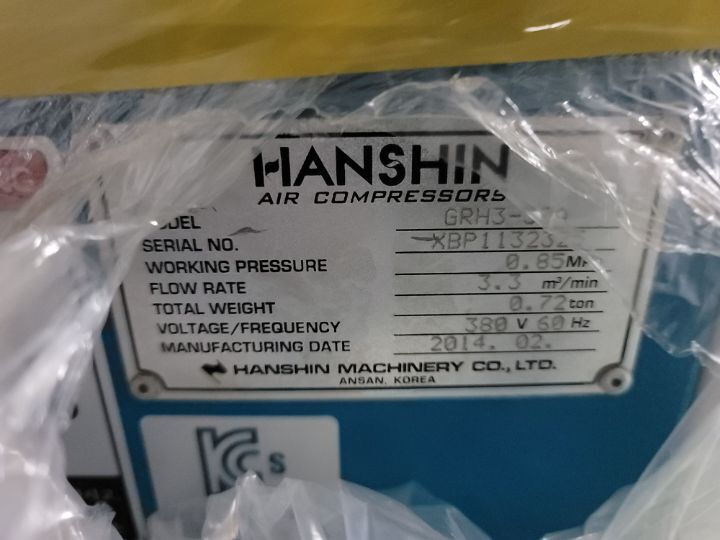 HANSHIN
AIR COMPRESSORS
SERIAL NO.
WORKING PRESSURE 0.85
FLOW RATE 3.3 m³/min
TOTAL WEIGHT 0.72 ton
VOLTAGE/FREQUENCY 380 V 60 Hz
MANUFACTURING DATE 2014. 02.
HANSHIN MACHINERY CO., LTD.
ANSAN, KOREA
KC s